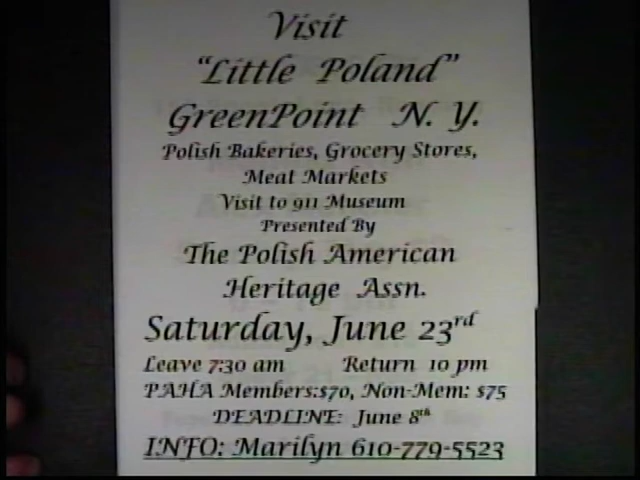 Visit
"Little Poland"
GreenPoint N. Y.
Polish Bakeries, Grocery Stores,
Meat Markets
Visit to 911 Museum
Presented By
The Polish American
Heritage Assn.
Saturday, June 23rd
Leave 7:30 am Return 10 pm
PAHA Members:$70, Non-Mem: $75
DEADLINE: June 8th
INFO: Marilyn 610-779-5523